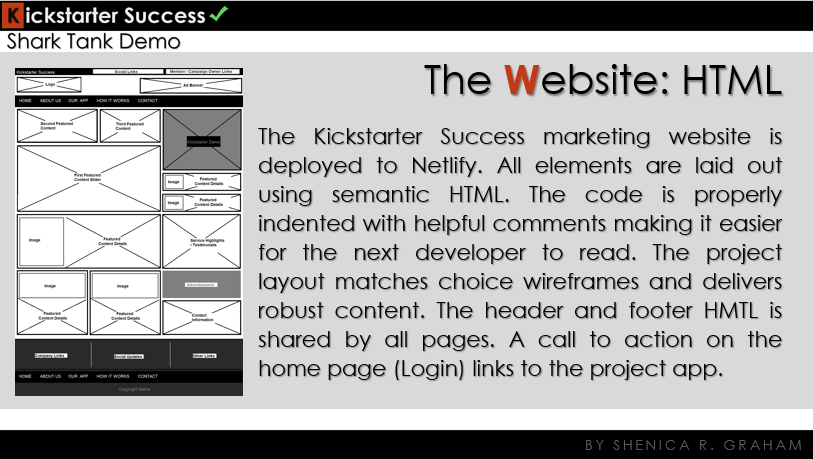 Kickstarter Success
Shark Tank Demo
The Website: HTML
The Kickstarter Success marketing website is
deployed to Netlify. All elements are laid out
using semantic HTML. The code is properly
indented with helpful comments making it easier
for the next developer to read. The project
layout matches choice wireframes and delivers
robust content. The header and footer HMTL is
shared by all pages. A call to action on the
home page (Login) links to the project app.
Kickstarter Success Social Links Member / Campaign Owner Links
Logo Ad Banner
HOME ABOUT US OUR APP HOW IT WORKS CONTACT
Second Featured
Content
Third Featured
Content
Kickstarter Demo
First Featured
Content Slider
Image Featured
Content Details
Image Featured
Content Details
Image Featured
Content Details
Service Highlights
/ Testimonials
Image
Featured
Content Details
Image
Featured
Content Details
Advertisement
Contact
Information
Company Links Social Updates Other Links
HOME ABOUT US OUR APP HOW IT WORKS CONTACT
Copyright Notice
BY SHENICA R. GRAHAM